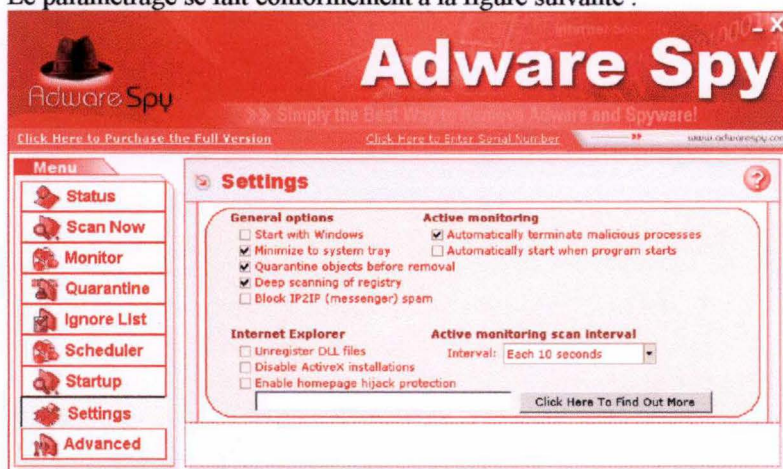 Le paramétrage se fait conformément à la figure suivante :
Adware Spy
Adware Spy
>> Simply the Best Way to Adware and Spyware!
Click Here to Purchase the Full Version
Click Here to Enter Serial Number
>>
www.adwarespy.com
Menu
Status
Scan Now
Monitor
Quarantine
Ignore List
Scheduler
Startup
Settings
Advanced
Settings
?
General options
Start with Windows
Minimize to system tray
Quarantine objects before removal
Deep scanning of registry
Block IP2IP (messenger) spam
Active monitoring
Automatically terminate malicious processes
Automatically start when program starts
Internet Explorer
Unregister DLL files
Disable ActiveX installations
Enable homepage hijack protection
Active monitoring scan interval
Interval: Each 10 seconds
Click Here To Find Out More